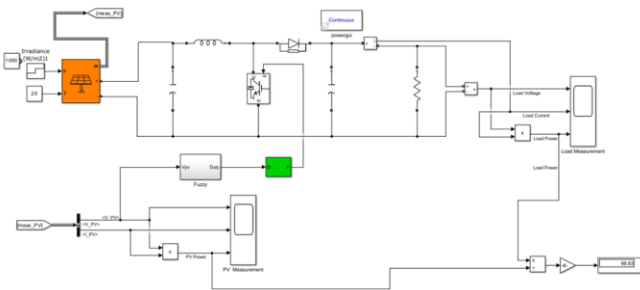 [meas_PV]
Continuous
powergui
Irradiance
(W/m2)1
1000
25
Load Voltage
Load Current
Load Power
Load Measurement
Load Power
Vpv
Duty
Fuzzy
[meas_PV]
<V_PV>
<V_PV>
<I_PV>
PV Power
PV Measurement
98.63